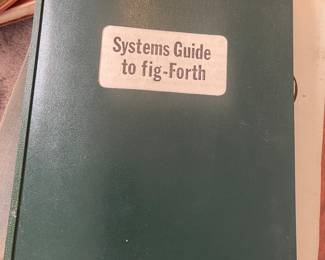 Systems Guide
to fig-Forth